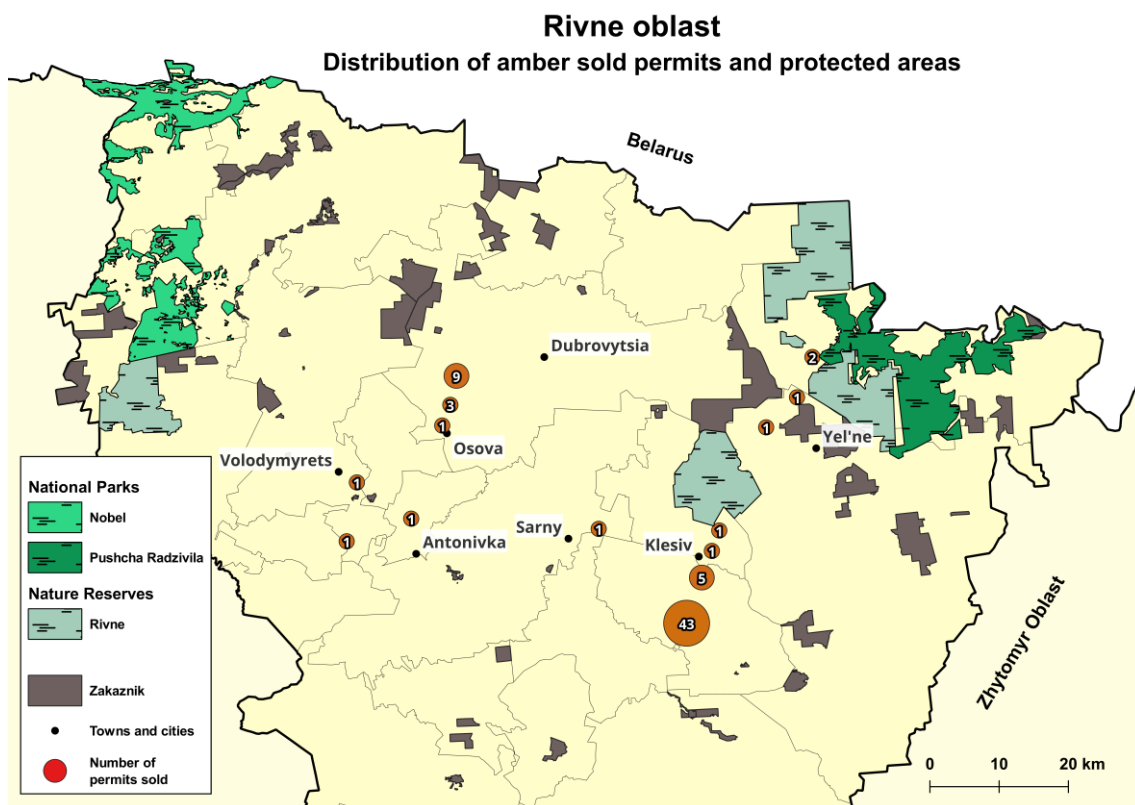 Rivne oblast
Distribution of amber sold permits and protected areas
Belarus
Dubrovytsia
2
9
1
3
1
1
Osova
Yel'ne
Volodymyrets
1
1
Sarny
1
1
1
Antonivka
Klesiv
1
5
43
Zhytomyr Oblast
National Parks
Nobel
Pushcha Radzivila
Nature Reserves
Rivne
Zakaznik
Towns and cities
Number of
permits sold
0 10 20 km